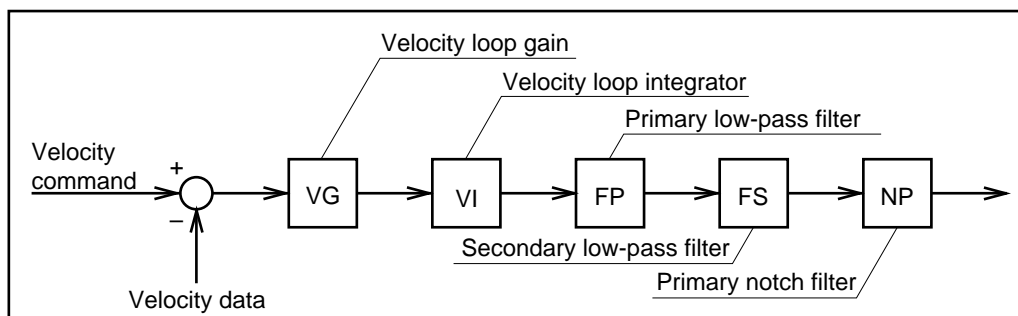 Velocity loop gain
Velocity loop integrator
Primary low-pass filter
Velocity
command
+
−
VG
VI
FP
FS
NP
Secondary low-pass filter
Primary notch filter
Velocity data